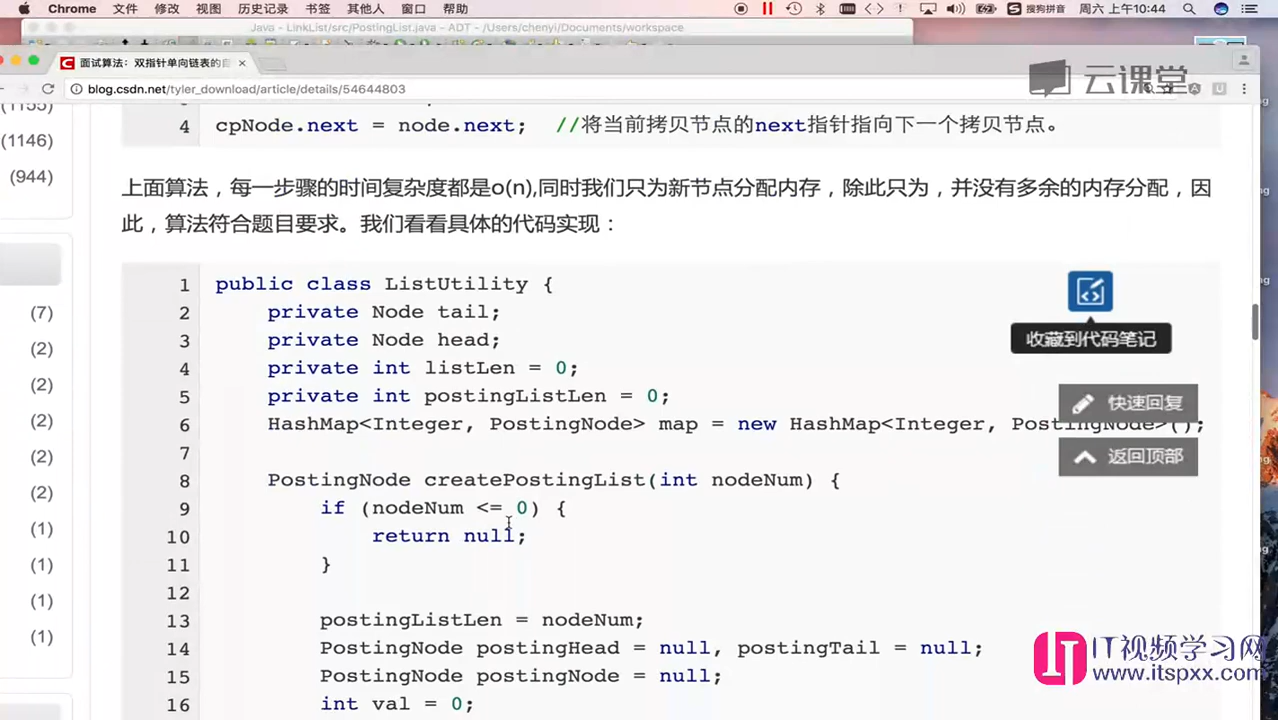 Chrome 文件 修改 视图 历史记录 书签 其他人 窗口 帮助 搜狗拼音 周六 上午10:44
Java - LinkList/src/PostingList.java - ADT - /Users/chenyi/Documents/workspace
面试算法：双指针单向链表的自
云课堂
blog.csdn.net/tyler_download/article/details/54644803
(1155)
(1146)
(944)
4 cpNode.next = node.next; //将当前拷贝节点的next指针指向下一个拷贝节点。
上面算法，每一步骤的时间复杂度都是o(n),同时我们只为新节点分配内存，除此只为，并没有多余的内存分配，因
此，算法符合题目要求。我们看看具体的代码实现：
1 public class ListUtility {
2 private Node tail;
3 private Node head;
4 private int listLen = 0;
5 private int postingListLen = 0;
6 HashMap<Integer, PostingNode> map = new HashMap<Integer, PostingNode>();
7
8 PostingNode createPostingList(int nodeNum) {
9 if (nodeNum <= 0) {
10 return null;
11 }
12
13 postingListLen = nodeNum;
14 PostingNode postingHead = null, postingTail = null;
15 PostingNode postingNode = null;
16 int val = 0;
收藏到代码笔记
快速回复
返回顶部
(7)
(2)
(2)
(2)
(2)
(2)
(1)
(1)
(1)
(1)
IT视频学习网
www.itspxx.com